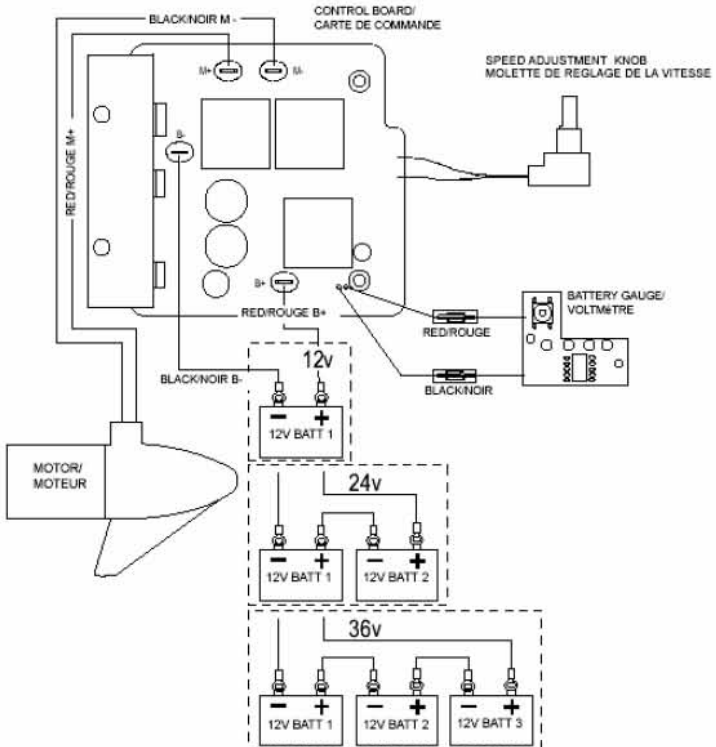 BLACK/NOIR M -
CONTROL BOARD/
CARTE DE COMMANDE
SPEED ADJUSTMENT KNOB
MOLETTE DE REGLAGE DE LA VITESSE
M+
M-
B-
RED/ROUGE M+
B+
RED/ROUGE B+
BATTERY GAUGE/
VOLTMèTRE
RED/ROUGE
BLACK/NOIR
BLACK/NOIR B-
12v
- +
12V BATT 1
MOTOR/
MOTEUR
24v
- + - +
12V BATT 1 12V BATT 2
36v
- + - + - +
12V BATT 1 12V BATT 2 12V BATT 3